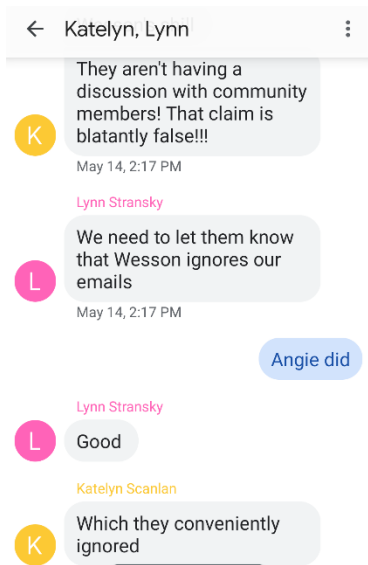 Katelyn, Lynn
They aren't having a
discussion with community
members! That claim is
blatantly false!!!
K
May 14, 2:17 PM
Lynn Stransky
We need to let them know
that Wesson ignores our
emails
L
May 14, 2:17 PM
Angie did
Lynn Stransky
L
Good
Katelyn Scanlan
Which they conveniently
ignored
K